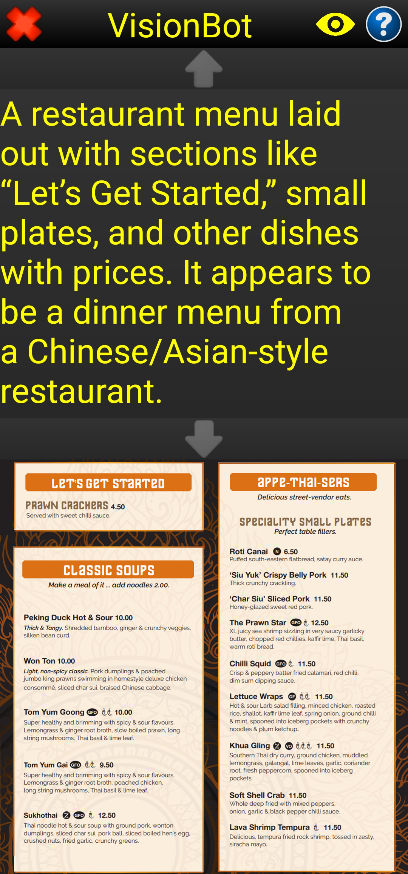 VisionBot
A restaurant menu laid
out with sections like
“Let’s Get Started,” small
plates, and other dishes
with prices. It appears to
be a dinner menu from
a Chinese/Asian-style
restaurant.
LET'S GET STARTED
PRAWN CRACKERS 4.50
Served with sweet chilli sauce.
CLASSIC SOUPS
Make a meal of it ... add noodles 2.00.
Peking Duck Hot & Sour 10.00
Thick & Tangy. Shredded bamboo, ginger & crunchy veggies,
silken bean curd.
Won Ton 10.00
Light, non-spicy classic. Pork dumplings & poached
jumbo king prawns swimming in homestyle deluxe chicken
consommé, sliced char sui, braised Chinese cabbage.
Tom Yum Goong GFO 10.00
Super healthy and brimming with spicy & sour flavours.
Lemongrass & ginger root broth, slow boiled prawn, long
string mushrooms, Thai basil & lime leaf.
Tom Yum Gai GFO 9.50
Super healthy and brimming with spicy & sour flavours.
Lemongrass & ginger root broth, poached chicken,
long string mushrooms, Thai basil & lime leaf.
Sukhothai GFO 12.50
Thai noodle hot & sour soup with ground pork, wonton
dumplings, sliced char sui, pork ball, sliced boiled hen's egg,
crushed nuts, fried garlic, crunchy greens.
APPE-THAI-SERS
Delicious street-vendor eats.
SPECIALITY SMALL PLATES
Perfect table fillers.
Roti Canai 6.50
Puffed south-eastern flatbread, satay curry sauce.
'Siu Yuk' Crispy Belly Pork 11.50
Thick crunchy crackling.
'Char Siu' Sliced Pork 11.50
Honey-glazed sweet red pork.
The Prawn Star GFO 12.50
XL juicy sea shrimp sizzling in very saucy garlicky
butter, chopped red chillies, kaffir lime, Thai basil,
warm roti bread.
Chilli Squid GFO 11.50
Crisp & peppery batter fried calamari, red chilli,
dim sum dipping sauce.
Lettuce Wraps GF 11.50
Hot & sour Larb salad filling, minced chicken, roasted
rice, shallot, kaffir lime leaf, spring onion, ground chilli
& mint, spooned into iceberg pockets with crunchy
noodles & plum ketchup.
Khua Gling 11.50
Southern Thai dry curry, ground chicken, muddled
lemongrass, galangal, lime leaves, garlic, coriander
root, fresh peppercorn, spooned into iceberg
pockets.
Soft Shell Crab 11.50
Whole deep fried with mixed peppers,
onion, garlic & black pepper chilli sauce.
Lava Shrimp Tempura 11.50
Delicious, tempura fried rock shrimp, tossed in zesty,
siracha mayo.